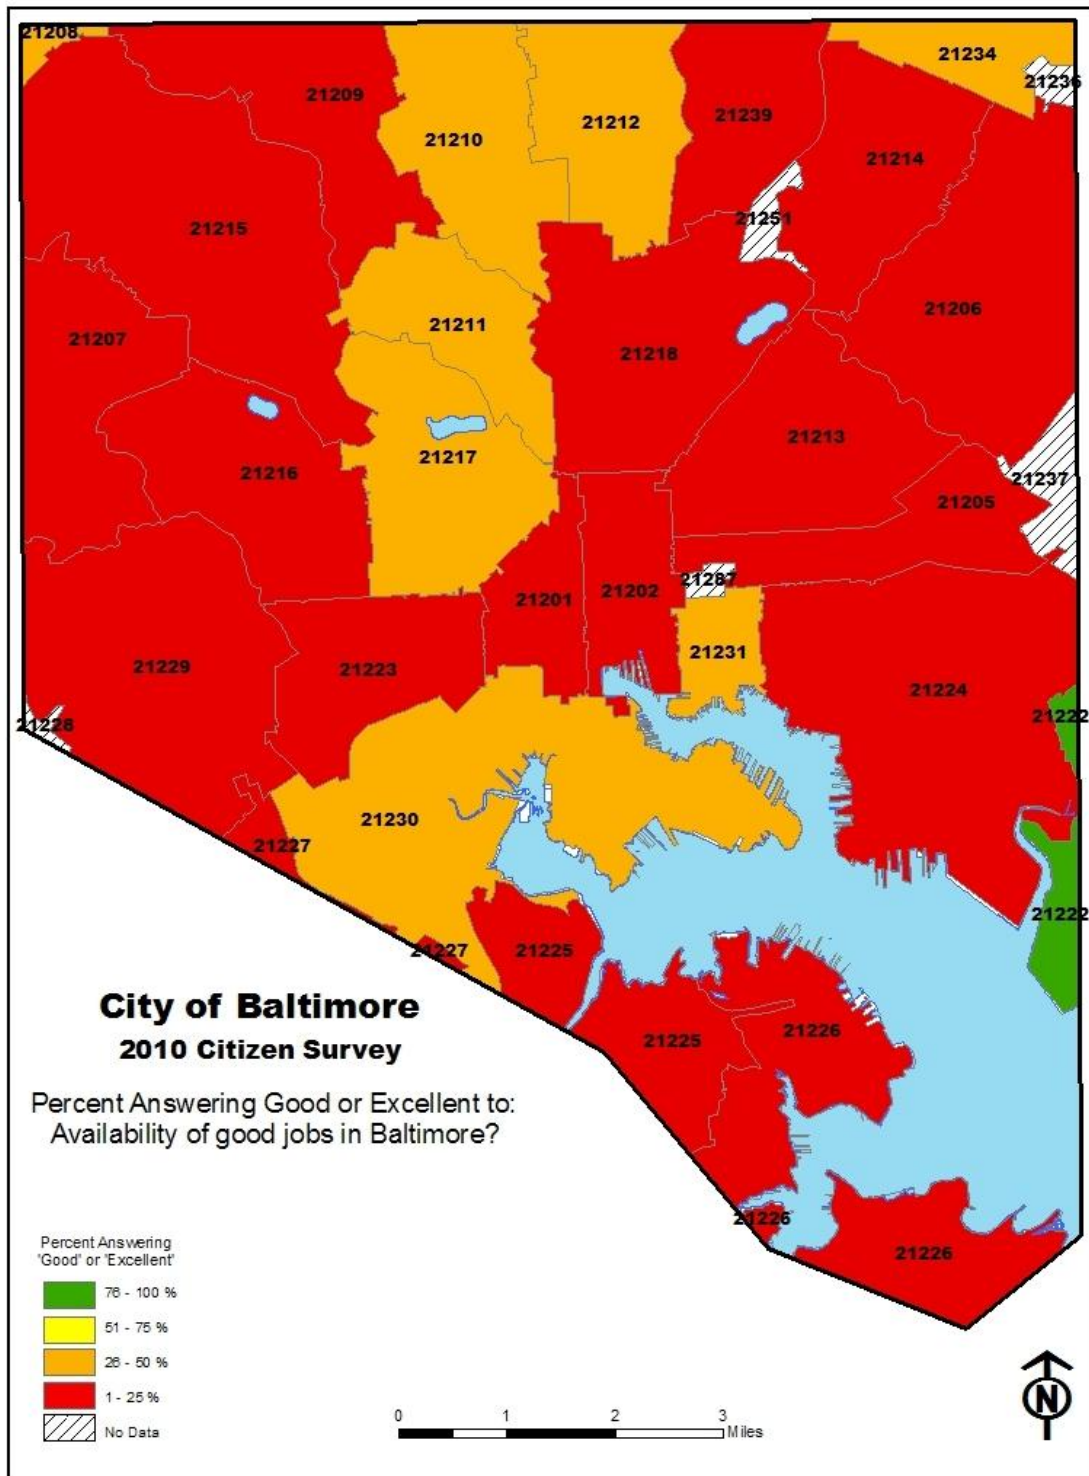 21208
21209
21210
21212
21239
21234
21236
21214
21251
21215
21211
21206
21207
21218
21213
21217
21216
21237
21205
21287
21201
21202
21231
21229
21223
21224
21228
21222
21230
21227
21222
21227
21225
City of Baltimore
2010 Citizen Survey
21225
21226
Percent Answering Good or Excellent to:
Availability of good jobs in Baltimore?
21226
21226
Percent Answering
'Good' or 'Excellent'
76 - 100 %
51 - 75 %
26 - 50 %
1 - 25 %
No Data
0 1 2 3
Miles
N